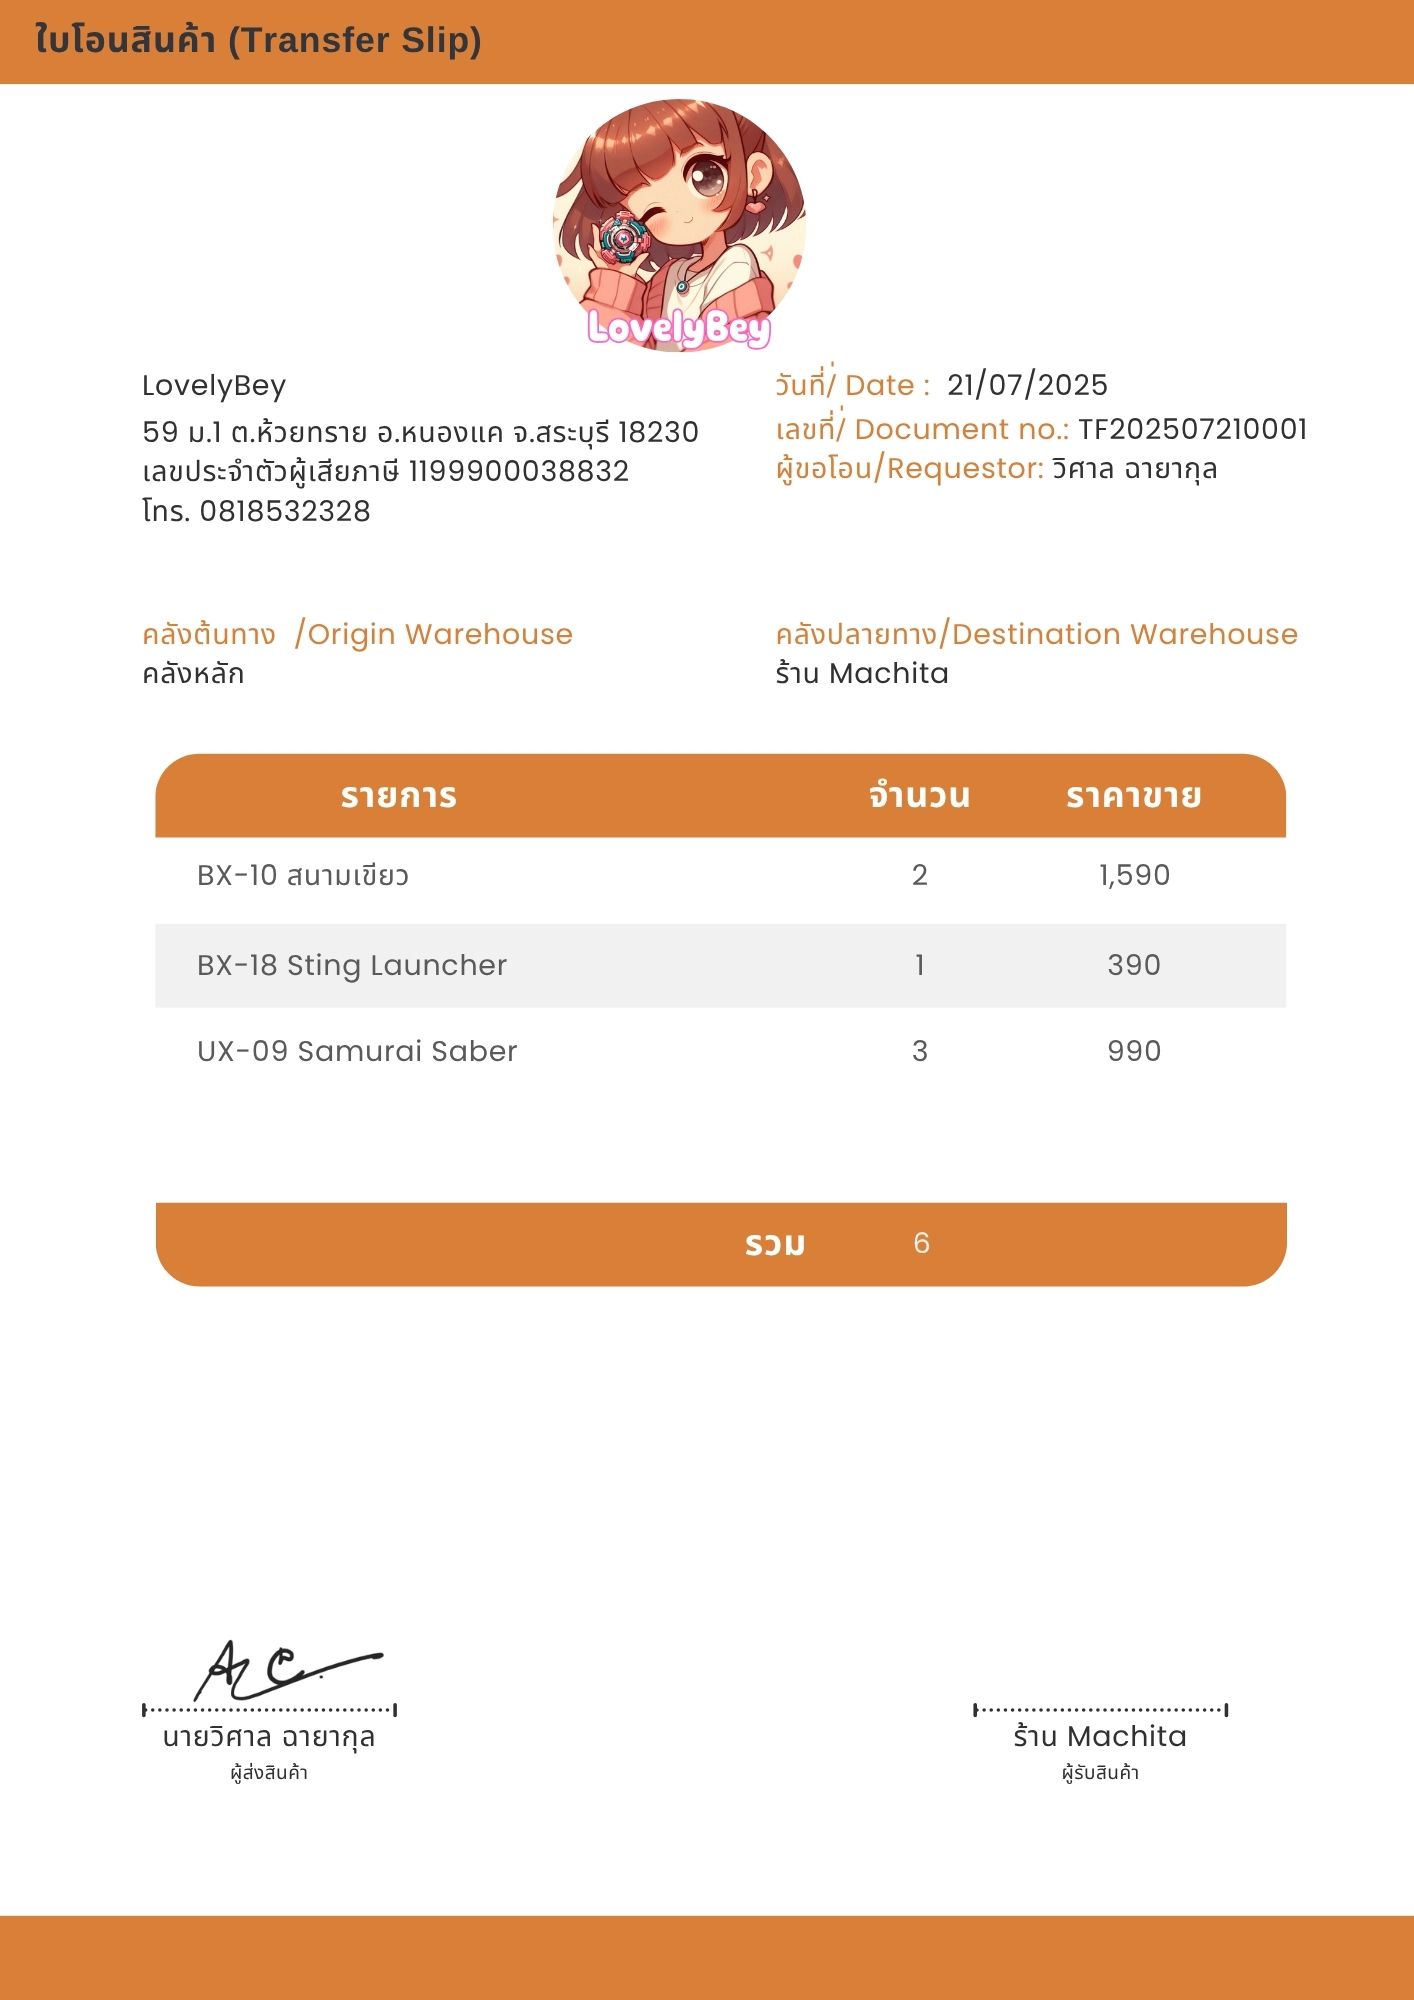 ใบโอนสินค้า (Transfer Slip)
LovelyBey
LovelyBey
59 ม.1 ต.ห้วยทราย อ.หนองแค จ.สระบุรี 18230
เลขประจำตัวผู้เสียภาษี 1199900038832
โทร. 0818532328
วันที่/ Date : 21/07/2025
เลขที่/ Document no.: TF202507210001
ผู้ขอโอน/Requestor: วิศาล ฉายากุล
คลังต้นทาง /Origin Warehouse
คลังหลัก
คลังปลายทาง/Destination Warehouse
ร้าน Machita
รายการ จำนวน ราคาขาย
BX-10 สนามเขียว 2 1,590
BX-18 Sting Launcher 1 390
UX-09 Samurai Saber 3 990
รวม 6
นายวิศาล ฉายากุล
ผู้ส่งสินค้า
ร้าน Machita
ผู้รับสินค้า